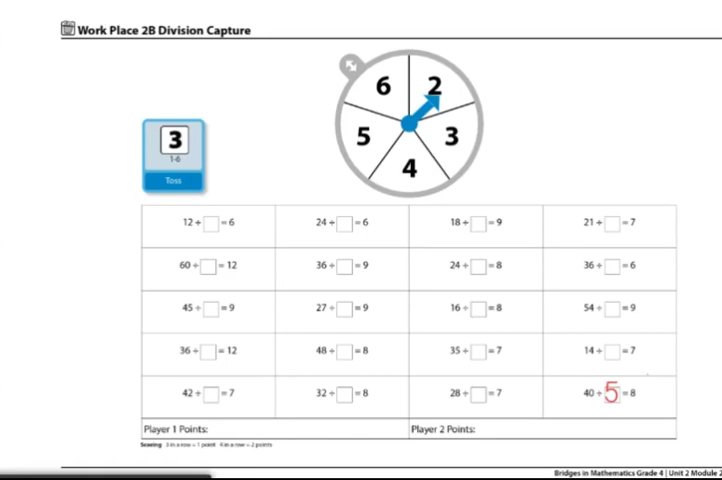 Work Place 2B Division Capture
6 2
3
1-6
5 3
Toss
4
12 ÷ = 6 24 ÷ = 6 18 ÷ = 9 21 ÷ = 7
60 ÷ = 12 36 ÷ = 9 24 ÷ = 8 36 ÷ = 6
45 ÷ = 9 27 ÷ = 9 16 ÷ = 8 54 ÷ = 9
36 ÷ = 12 48 ÷ = 8 35 ÷ = 7 14 ÷ = 7
42 ÷ = 7 32 ÷ = 8 28 ÷ = 7 40 ÷ 5 = 8
Player 1 Points: Player 2 Points:
Scoring 3 in a row = 1 point 4 in a row = 2 points
Bridges in Mathematics Grade 4 | Unit 2 Module 2